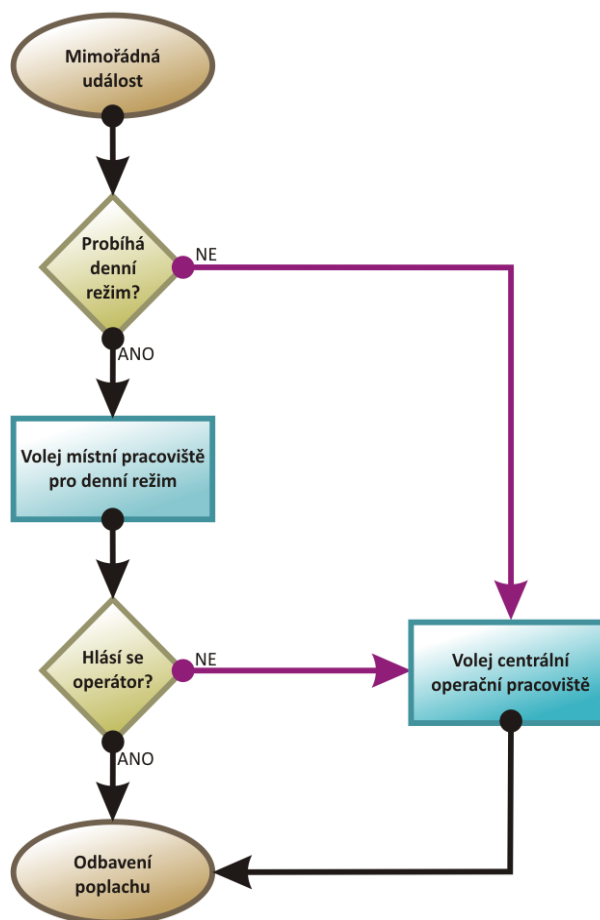 Mimořádná
událost
Probíhá
denní
režim?
NE
ANO
Volej místní pracoviště
pro denní režim
Hlásí se
operátor?
NE
Volej centrální
operační pracoviště
ANO
Odbavení
poplachu